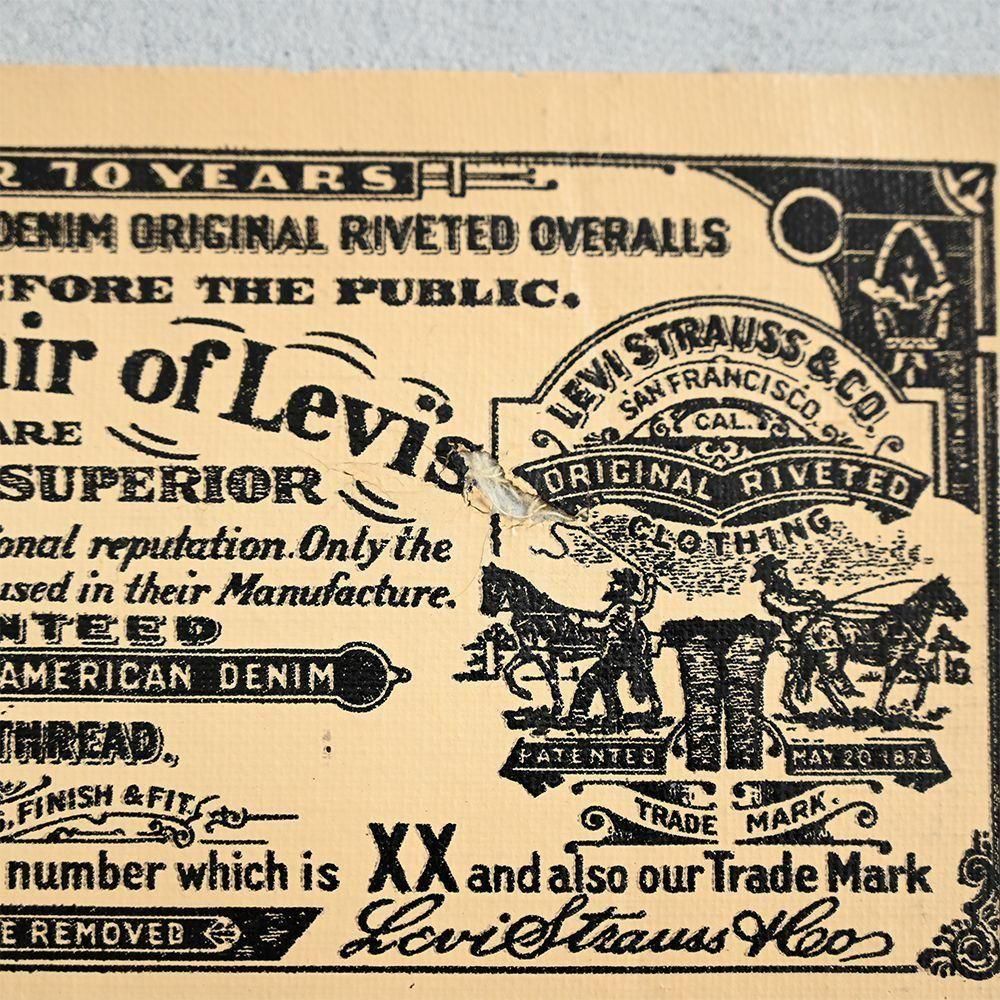 R 70 YEARS
DENIM ORIGINAL RIVETED OVERALLS
EFORE THE PUBLIC.
air of Levi's
ARE
SUPERIOR
onal reputation. Only the
used in their Manufacture.
NTEED
AMERICAN DENIM
THREAD,
S, FINISH & FIT,
number which is XX and also our Trade Mark
E REMOVED
Levi Strauss & Co
LEVI STRAUSS & CO.
SAN FRANCISCO,
CAL.
ORIGINAL RIVETED
CLOTHING
PATENTED MAY 20 1873
TRADE MARK.